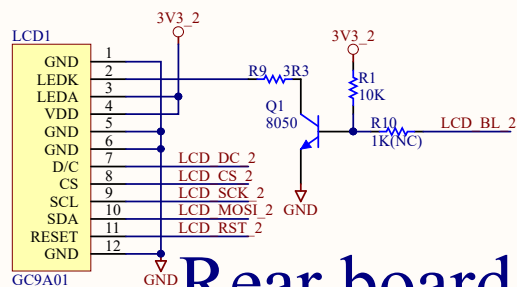 LCD1
3V3_2
3V3_2
GND 1
LEDK 2
R9 3R3
LEDA 3
R1
10K
VDD 4
Q1
8050
GND 5
R10
1K(NC)
LCD_BL_2
GND 6
D/C 7 LCD_DC_2
CS 8 LCD_CS_2
SCL 9 LCD_SCK_2
SDA 10 LCD_MOSI_2
RESET 11 LCD_RST_2
GND 12
GND
GC9A01
GND
Rear board